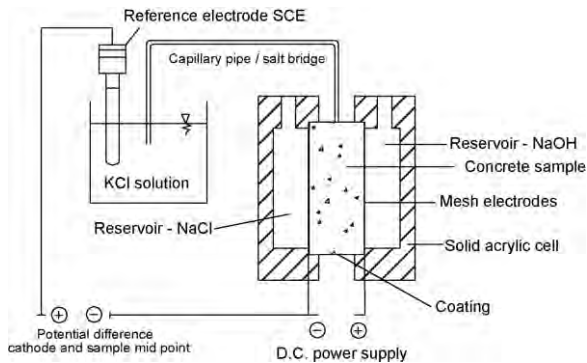 Reference electrode SCE
Capillary pipe / salt bridge
Reservoir - NaOH
Concrete sample
KCl solution
Mesh electrodes
Reservoir - NaCl
Solid acrylic cell
Coating
+ -
Potential difference
cathode and sample mid point
- +
D.C. power supply